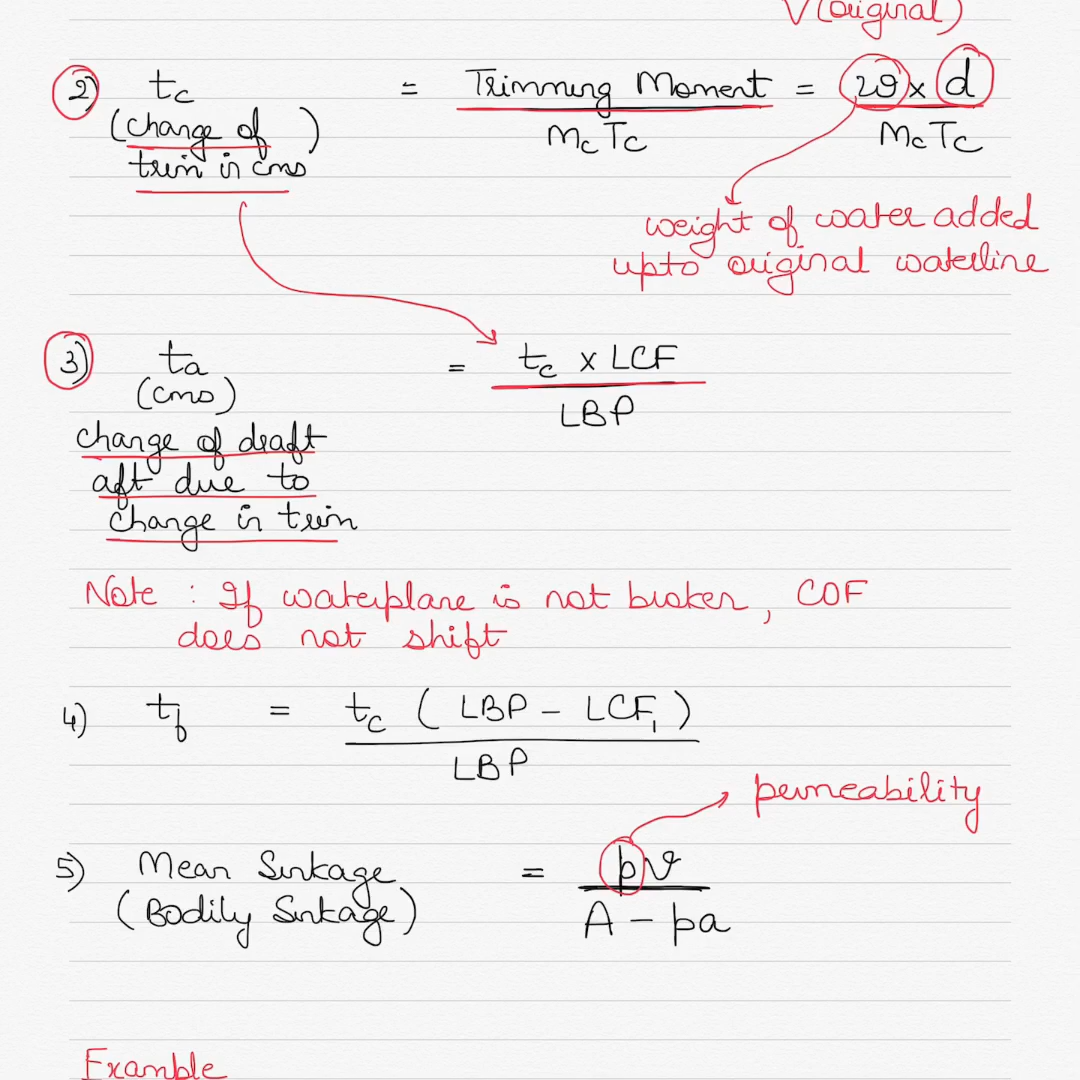 V(original)
2) tc = Trimming Moment = w x d
(change of) McTc McTc
trim in cms
weight of water added
upto original waterline
3) ta = tc x LCF
(cms) LBP
change of draft
aft due to
change in trim
Note : If waterplane is not broken, COF
does not shift
4) tf = tc ( LBP - LCF1 )
LBP
permeability
5) Mean Sinkage = pv
(Bodily Sinkage) A - pa
Example